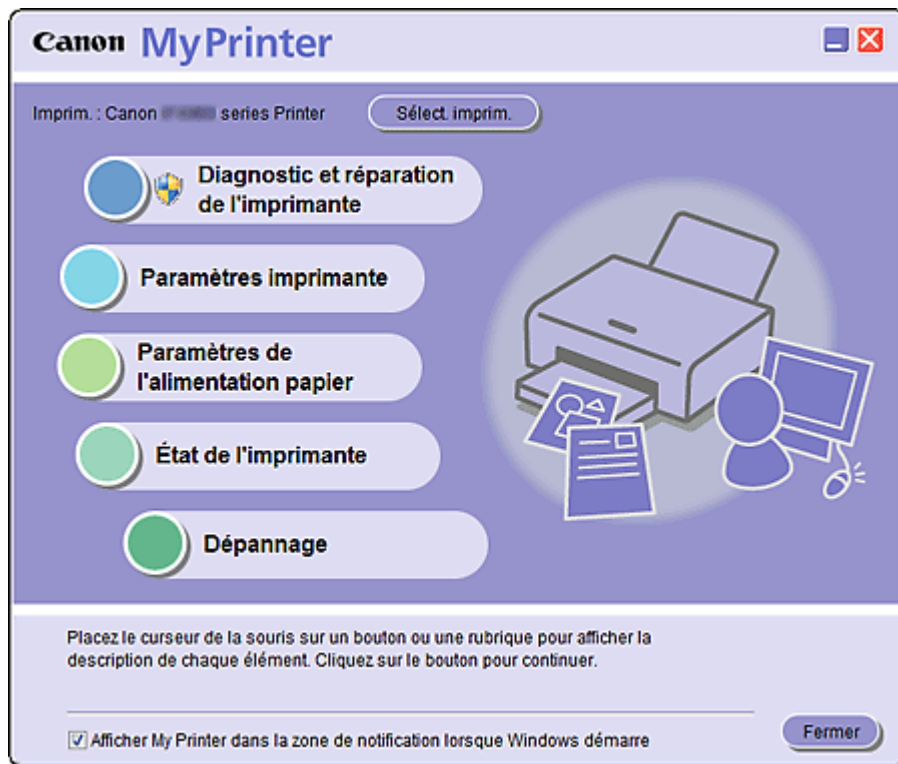 Canon MyPrinter
Imprim. : Canon series Printer
Sélect. imprim.
Diagnostic et réparation
de l'imprimante
Paramètres imprimante
Paramètres de
l'alimentation papier
État de l'imprimante
Dépannage
Placez le curseur de la souris sur un bouton ou une rubrique pour afficher la
description de chaque élément. Cliquez sur le bouton pour continuer.
Afficher My Printer dans la zone de notification lorsque Windows démarre
Fermer